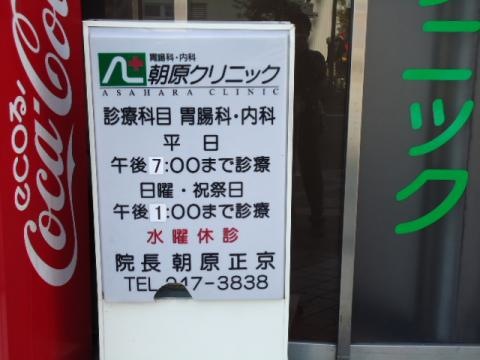 ecoる
Coca-Cola
胃腸科・内科
朝原クリニック
ASAHARA CLINIC
診療科目 胃腸科・内科
平日
午後7:00まで診療
日曜・祝祭日
午後1:00まで診療
水曜休診
院長 朝原正京
TEL 247-3838
ニック